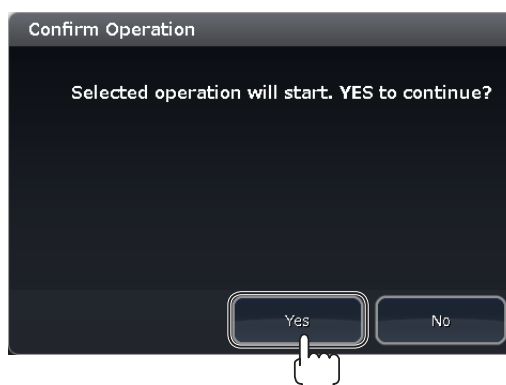 Confirm Operation
Selected operation will start. YES to continue?
Yes
No